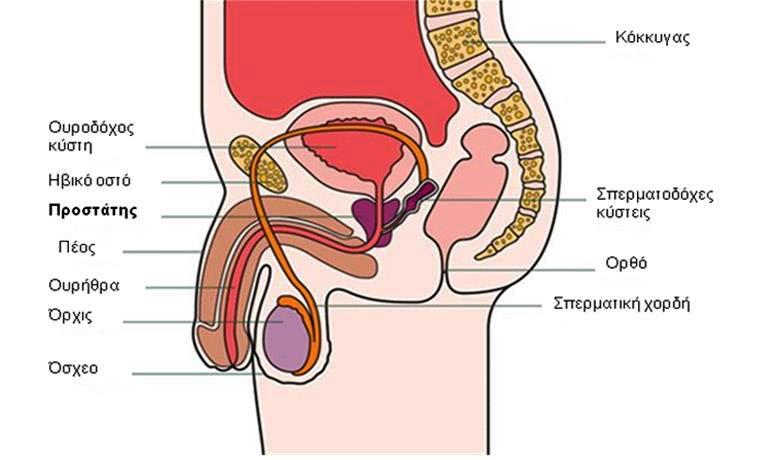 Κόκκυγας
Ουροδόχος
κύστη
Ηβικό οστό
Προστάτης
Πέος
Ουρήθρα
Όρχις
Όσχεο
Σπερματοδόχες
κύστεις
Ορθό
Σπερματική χορδή